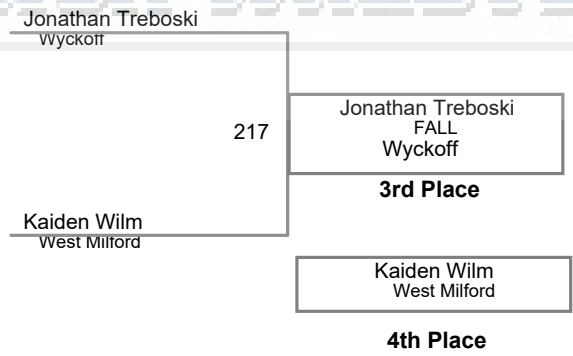 Jonathan Treboski
Wyckoff
217
Jonathan Treboski
FALL
Wyckoff
3rd Place
Kaiden Wilm
West Milford
Kaiden Wilm
West Milford
4th Place